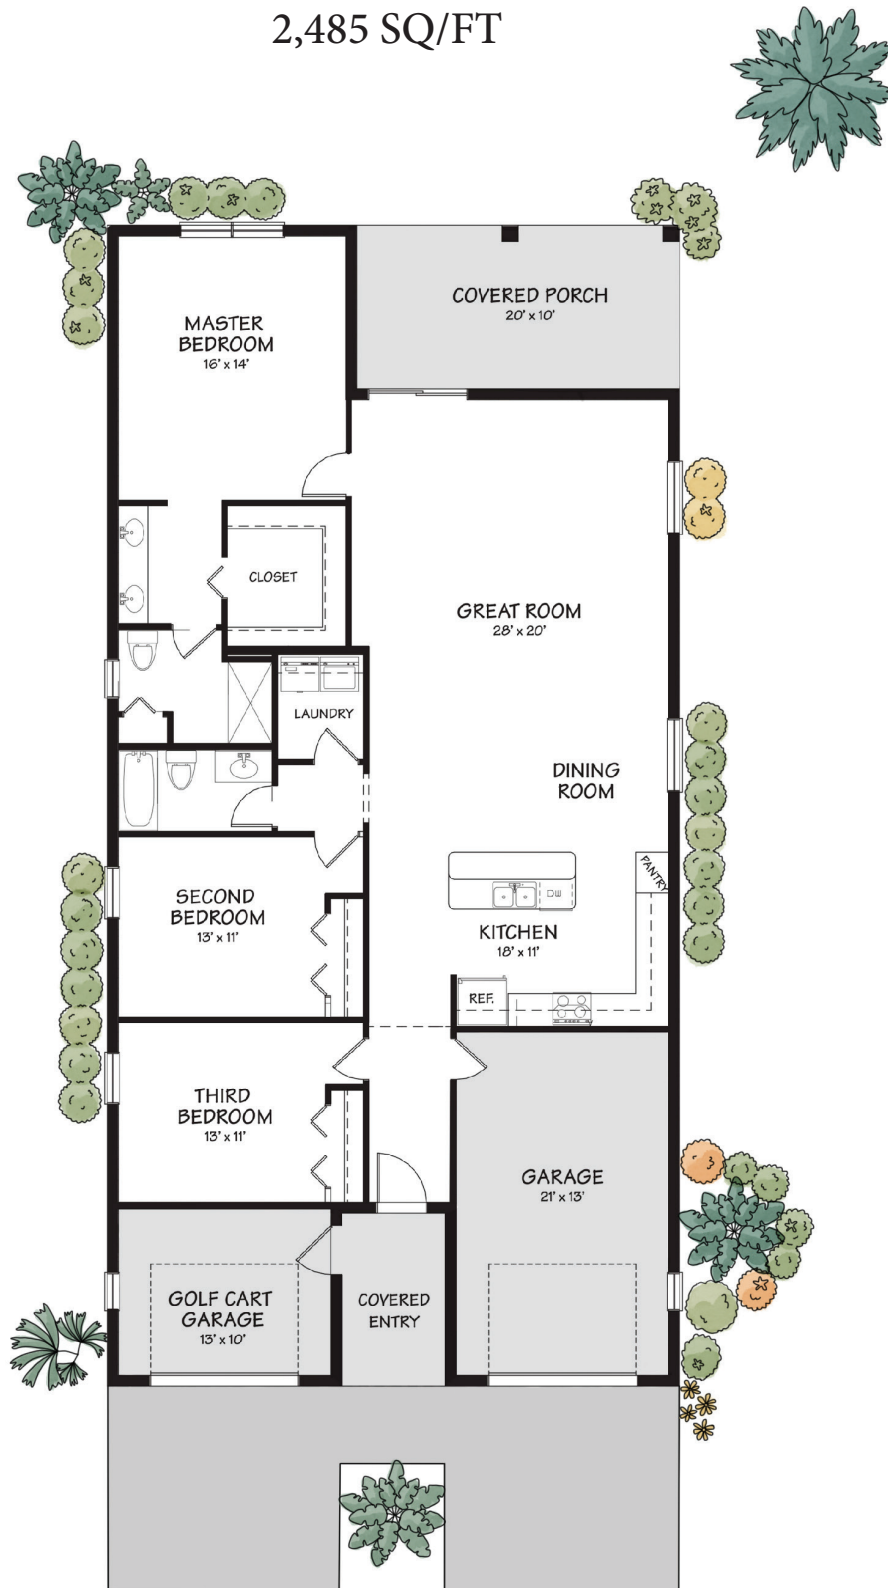 2,485 SQ/FT
COVERED PORCH
20' x 10'
MASTER
BEDROOM
16' x 14'
CLOSET
GREAT ROOM
28' x 20'
LAUNDRY
DINING
ROOM
PANTRY
SECOND
BEDROOM
13' x 11'
DW
KITCHEN
18' x 11'
REF.
THIRD
BEDROOM
13' x 11'
GARAGE
21' x 13'
GOLF CART
GARAGE
13' x 10'
COVERED
ENTRY